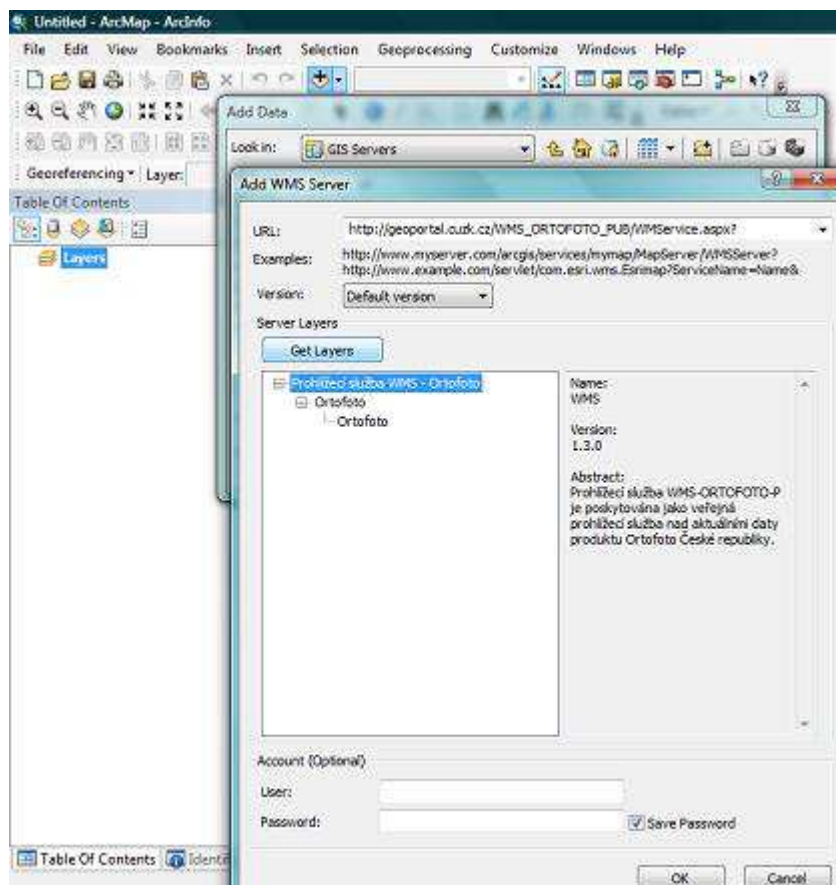 Untitled - ArcMap - ArcInfo
File Edit View Bookmarks Insert Selection Geoprocessing Customize Windows Help
Add Data
Look in: GIS Servers
Georeferencing Layer:
Add WMS Server
Table Of Contents
Layers
URL: http://geoportal.cuzk.cz/WMS_ORTOFOTO_PUB/WMService.aspx?
Examples: http://www.myserver.com/arcgis/services/mymap/MapServer/WMSServer?
http://www.example.com/servlet/com.esri.wms.Esrimap?ServiceName=Name&
Version: Default version
Server Layers
Get Layers
Prohlížecí služba WMS - Ortofoto
Ortofoto
Ortofoto
Name:
WMS
Version:
1.3.0
Abstract:
Prohlížecí služba WMS-ORTOFOTO-P
je poskytována jako veřejná
prohlížecí služba nad aktuálními daty
produktu Ortofoto České republiky.
Account (Optional)
User:
Password:
Save Password
Table Of Contents Identif
OK Cancel